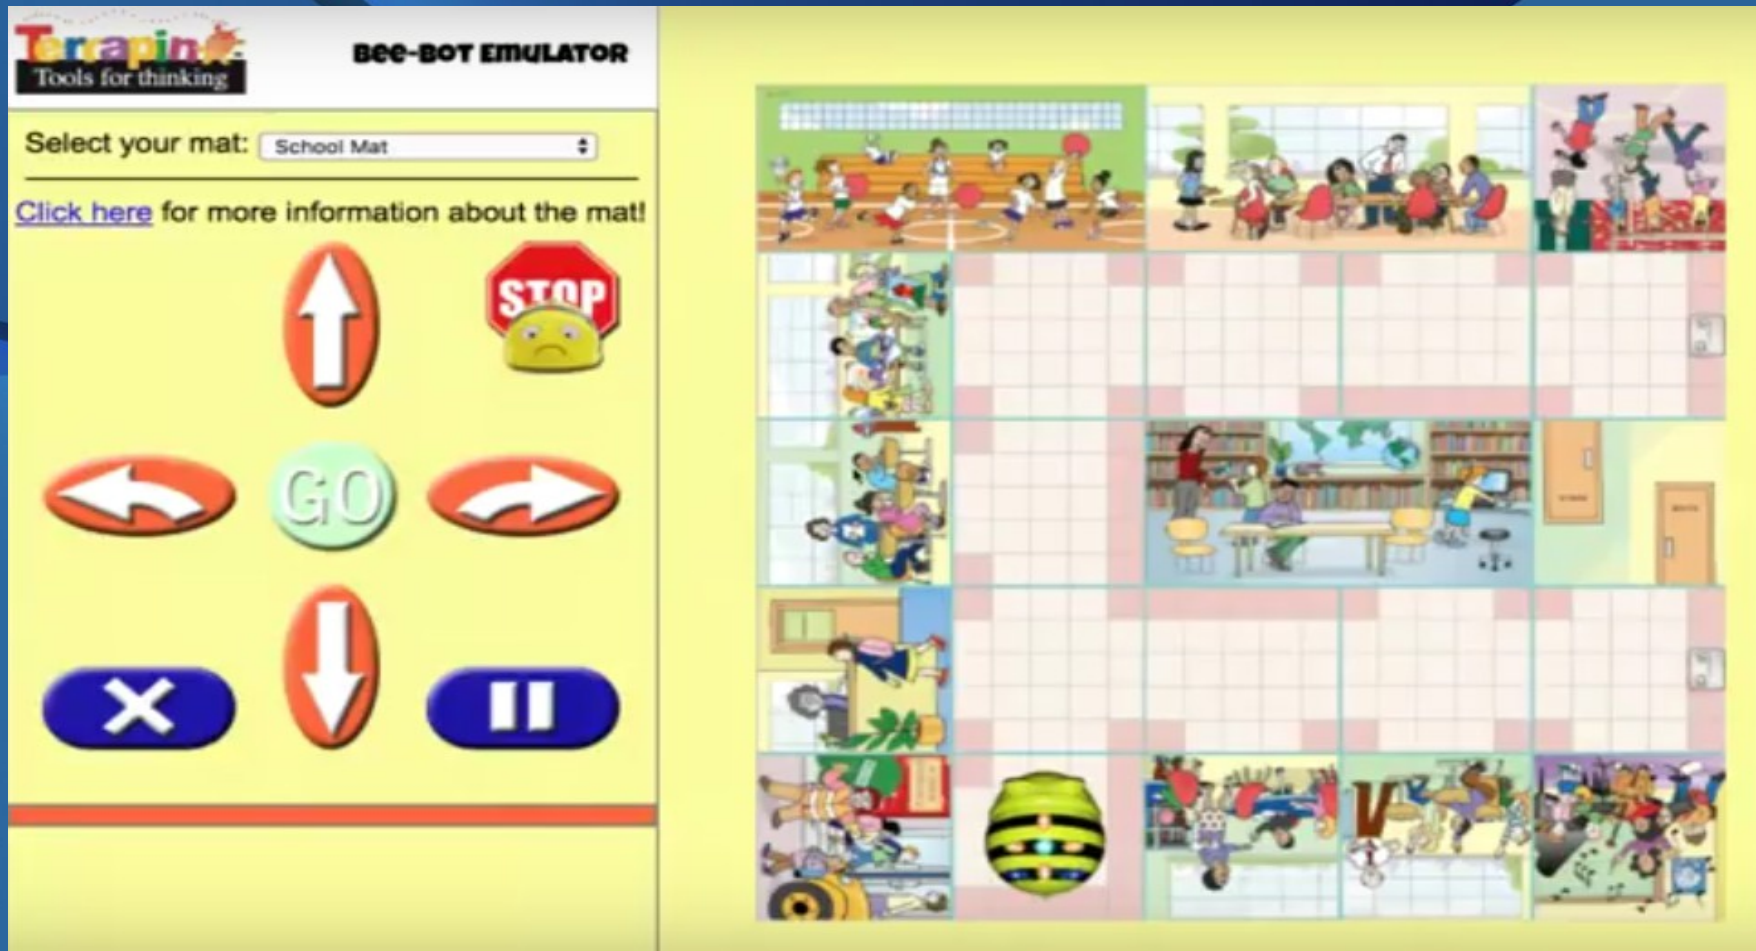 Terrapin
Tools for thinking
Bee-Bot Emulator
Select your mat: School Mat
Click here for more information about the mat!
STOP
GO